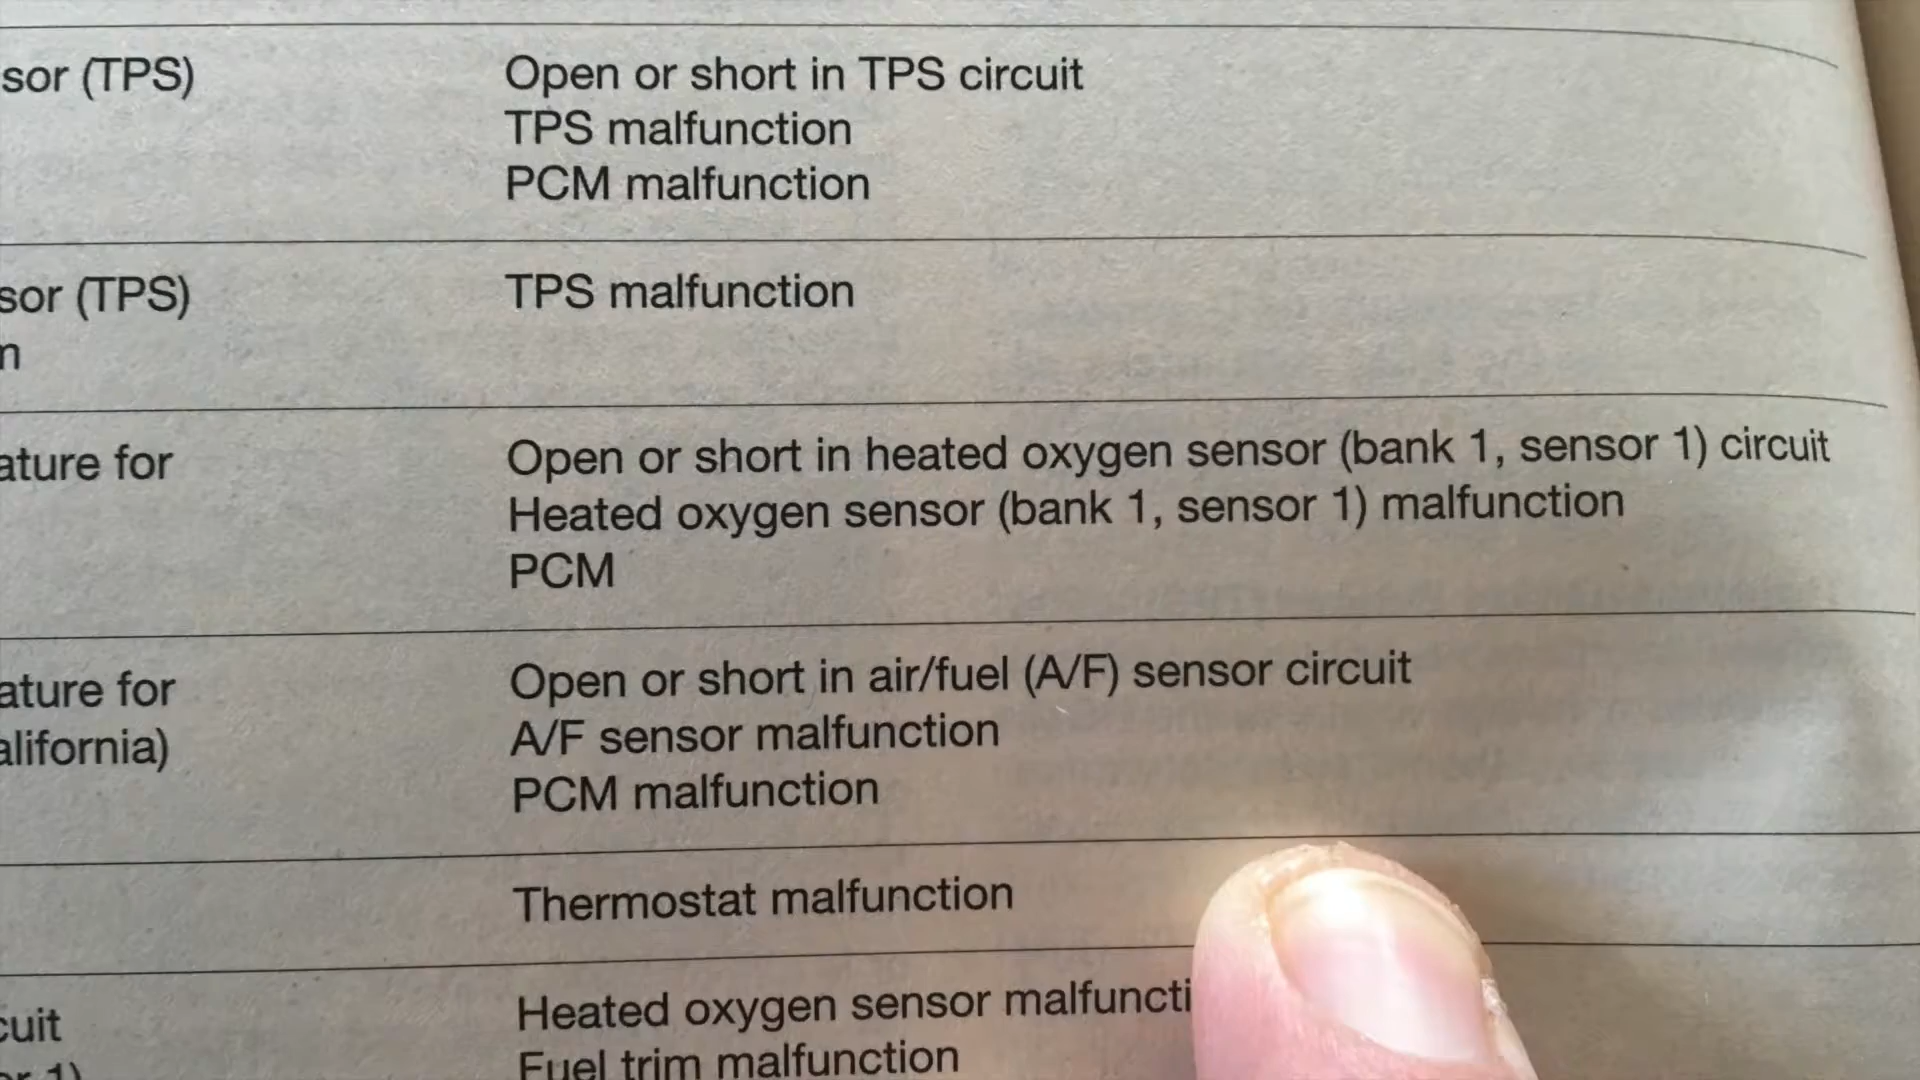 sor (TPS)
Open or short in TPS circuit
TPS malfunction
PCM malfunction
sor (TPS)
n
TPS malfunction
ature for
Open or short in heated oxygen sensor (bank 1, sensor 1) circuit
Heated oxygen sensor (bank 1, sensor 1) malfunction
PCM
ature for
alifornia)
Open or short in air/fuel (A/F) sensor circuit
A/F sensor malfunction
PCM malfunction
Thermostat malfunction
cuit
or 1)
Heated oxygen sensor malfuncti
Fuel trim malfunction